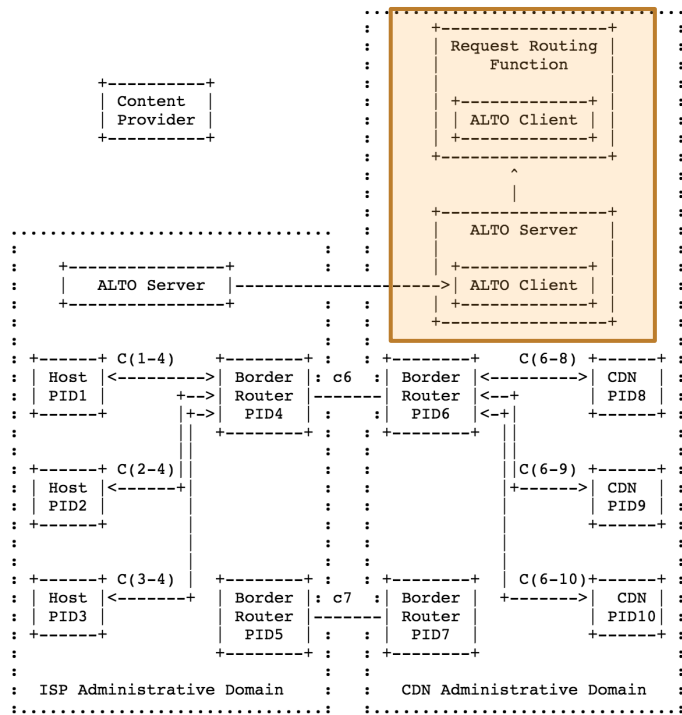 Request Routing
Function
Content
Provider
ALTO Client
ALTO Server
ALTO Server
ALTO Client
C(1-4)
C(6-8)
Host
PID1
Border
Router
PID4
c6
Border
Router
PID6
CDN
PID8
C(2-4)
C(6-9)
Host
PID2
CDN
PID9
C(3-4)
C(6-10)
Host
PID3
Border
Router
PID5
c7
Border
Router
PID7
CDN
PID10
ISP Administrative Domain
CDN Administrative Domain